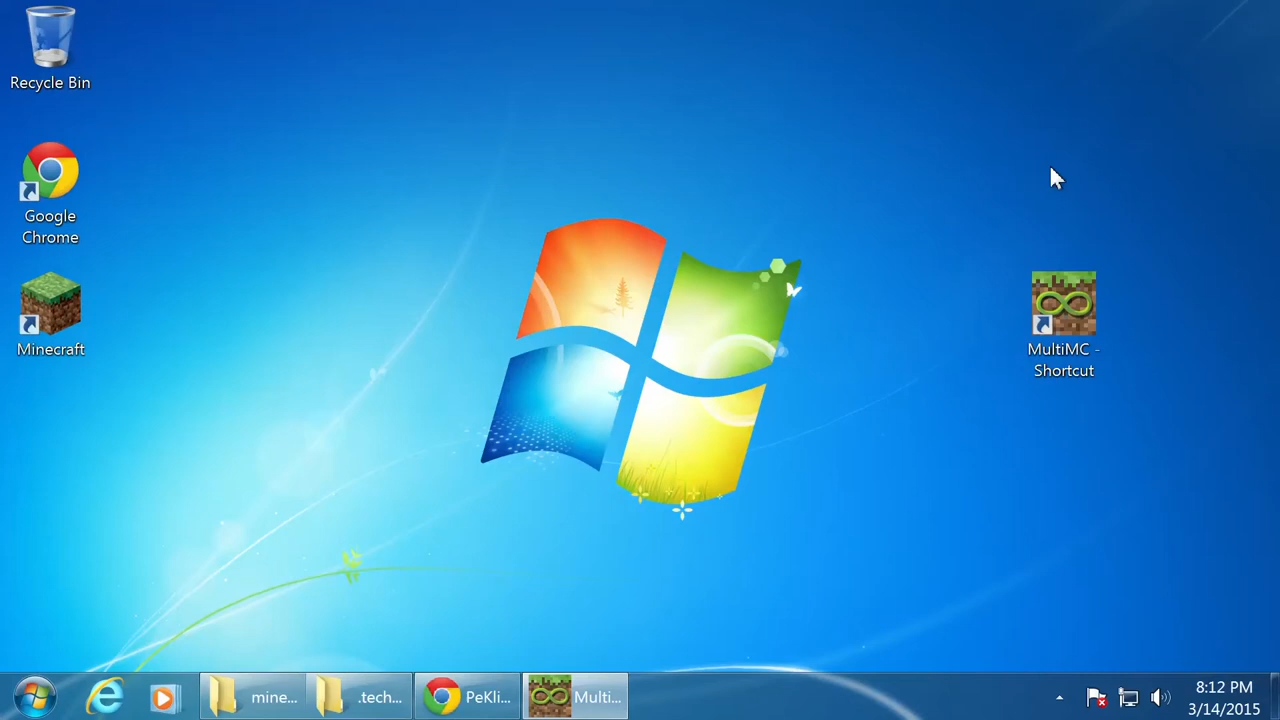 Recycle Bin
Google
Chrome
Minecraft
MultiMC -
Shortcut
mine...
.tech...
PeKli...
Multi...
8:12 PM
3/14/2015